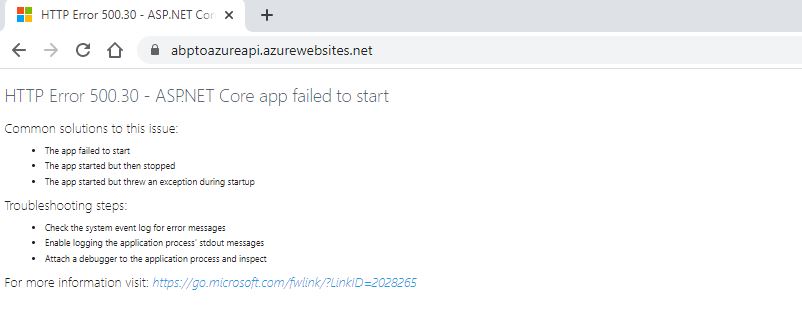 HTTP Error 500.30 - ASP.NET Cor
abptoazureapi.azurewebsites.net
HTTP Error 500.30 - ASP.NET Core app failed to start
Common solutions to this issue:
• The app failed to start
• The app started but then stopped
• The app started but threw an exception during startup
Troubleshooting steps:
• Check the system event log for error messages
• Enable logging the application process' stdout messages
• Attach a debugger to the application process and inspect
For more information visit: https://go.microsoft.com/fwlink/?LinkID=2028265